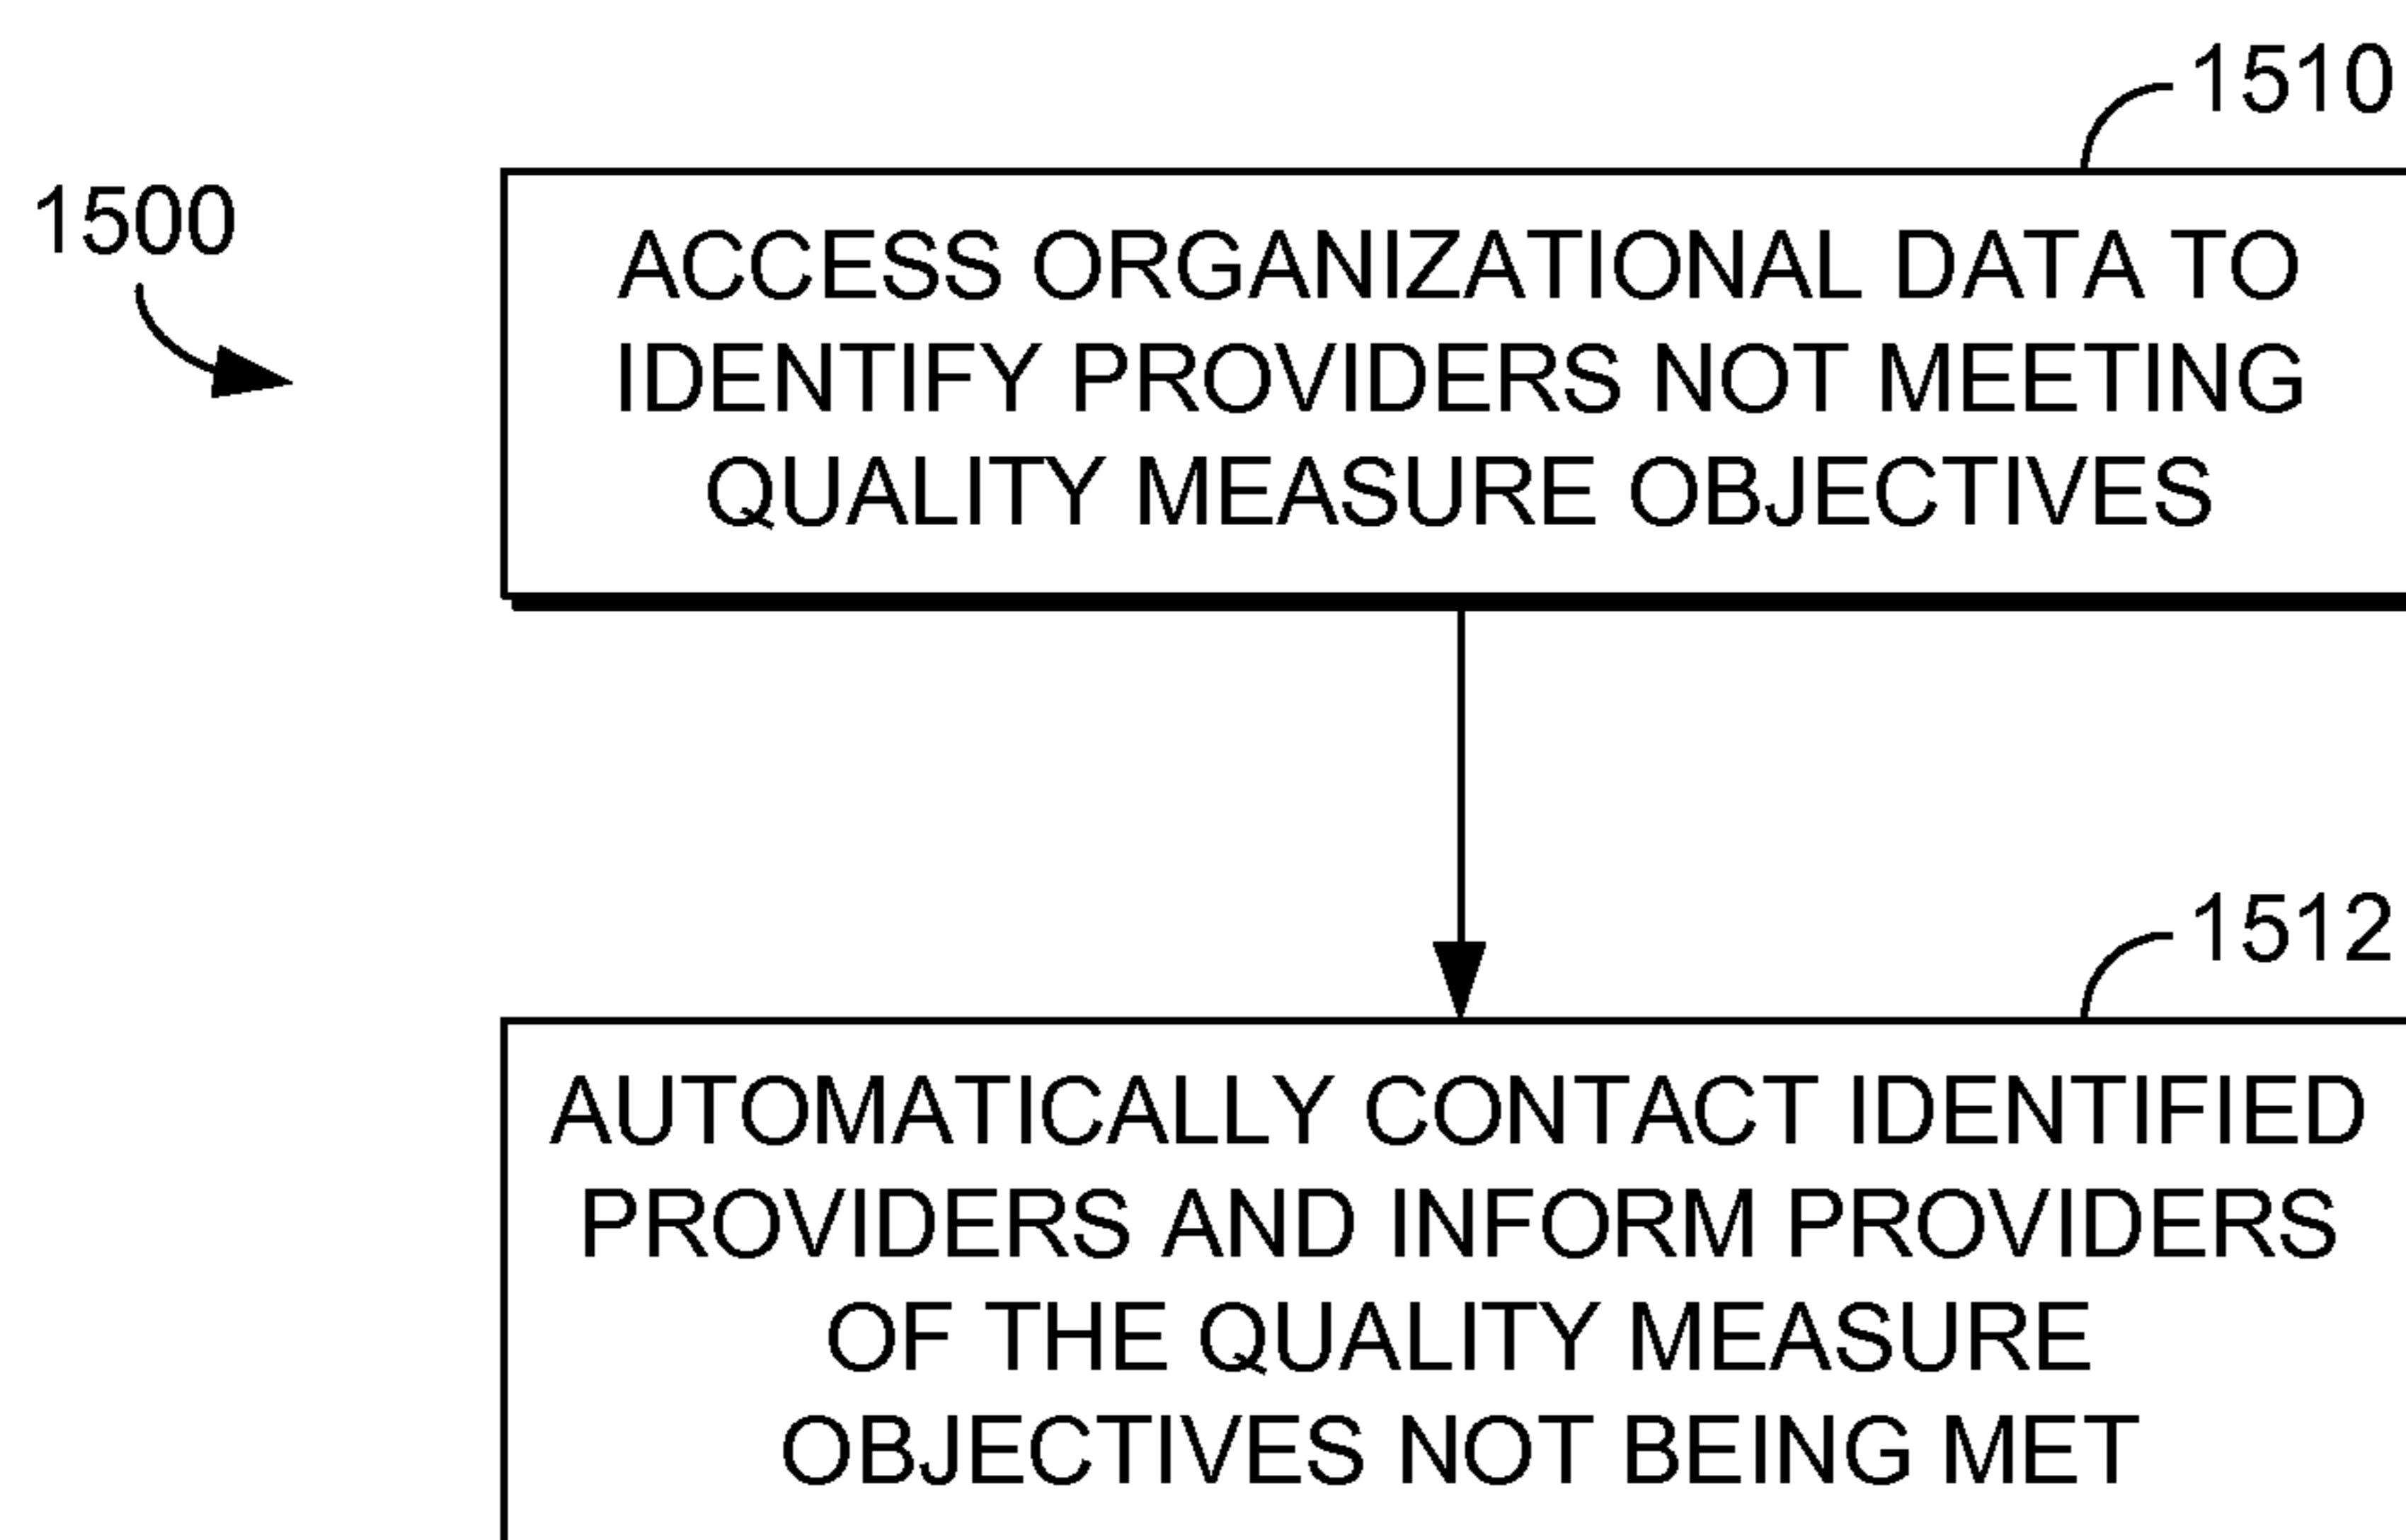 1510
1500
ACCESS ORGANIZATIONAL DATA TO
IDENTIFY PROVIDERS NOT MEETING
QUALITY MEASURE OBJECTIVES
1512
AUTOMATICALLY CONTACT IDENTIFIED
PROVIDERS AND INFORM PROVIDERS
OF THE QUALITY MEASURE
OBJECTIVES NOT BEING MET